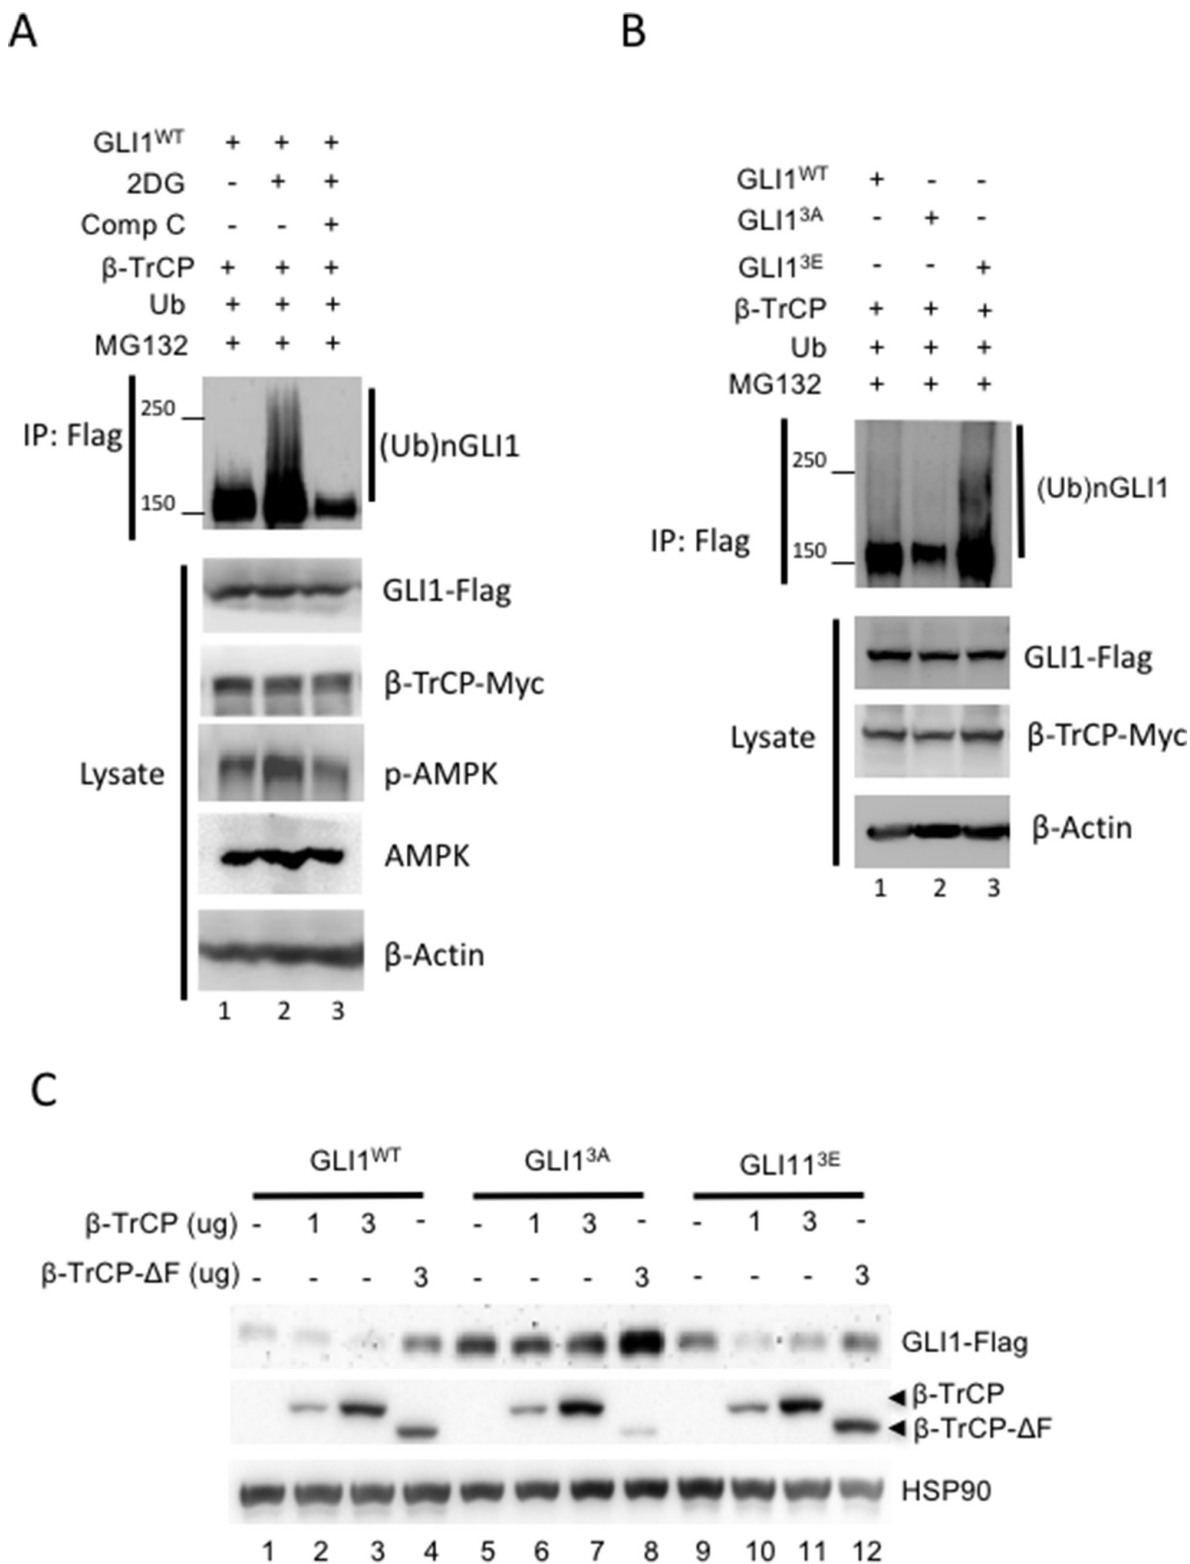 A
GLI1WT + + +
2DG - + +
Comp C - - +
β-TrCP + + +
Ub + + +
MG132 + + +
IP: Flag
250
150
(Ub)nGLI1
Lysate
GLI1-Flag
β-TrCP-Myc
p-AMPK
AMPK
β-Actin
1 2 3
B
GLI1WT + - -
GLI13A - + -
GLI13E - - +
β-TrCP + + +
Ub + + +
MG132 + + +
IP: Flag
250
150
(Ub)nGLI1
Lysate
GLI1-Flag
β-TrCP-Myc
β-Actin
1 2 3
C
GLI1WT GLI13A GLI113E
β-TrCP (ug) - 1 3 - - 1 3 - - 1 3 -
β-TrCP-ΔF (ug) - - - 3 - - - 3 - - - 3
GLI1-Flag
β-TrCP
β-TrCP-ΔF
HSP90
1 2 3 4 5 6 7 8 9 10 11 12